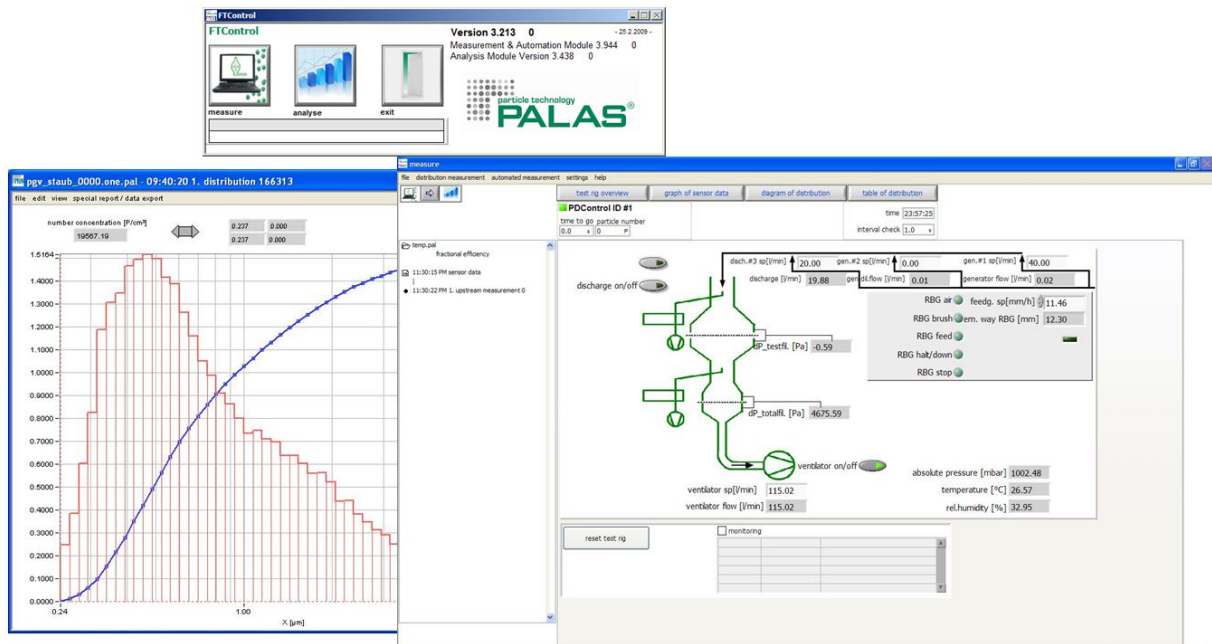 FTControl
FTControl
Version 3.213 0
- 25.2.2009 -
Measurement & Automation Module 3.944 0
Analysis Module Version 3.438 0
measure
analyse
exit
particle technology
PALAS®
pgv_staub_0000.one.pal - 09:40:20 1. distribution 166313
file edit view special report / data export
number concentration [P/cm³]
19567.19
0.237 0.000
0.237 0.000
1.5164
1.4000
1.3000
1.2000
1.1000
1.0000
0.9000
0.8000
0.7000
0.6000
0.5000
0.4000
0.3000
0.2000
0.1000
0.0000
0.24
1.00
X [µm]
measure
file distribution measurement automated measurement settings help
test rig overview
graph of sensor data
diagram of distribution
table of distribution
PDControl ID #1
time to go particle number
0.0 s 0 P
time 23:57:25
interval check 1.0 s
temp.pal
fractional efficiency
11:30:15 PM sensor data
11:30:22 PM 1. upstream measurement 0
discharge on/off
disch.#3 sp[l/min] 20.00
gen.#2 sp[l/min] 0.00
gen.#1 sp[l/min] 40.00
discharge [l/min] 19.88
gen.dil.flow [l/min] 0.01
generator flow [l/min] 0.02
RBG air
feedg. sp[mm/h] 11.46
RBG brush
em. way RBG [mm] 12.30
RBG feed
RBG halt/down
RBG stop
dP_testfil. [Pa] -0.59
dP_totalfil. [Pa] 4675.59
ventilator on/off
ventilator sp[l/min] 115.02
ventilator flow [l/min] 115.02
absolute pressure [mbar] 1002.48
temperature [°C] 26.57
rel.humidity [%] 32.95
reset test rig
monitoring